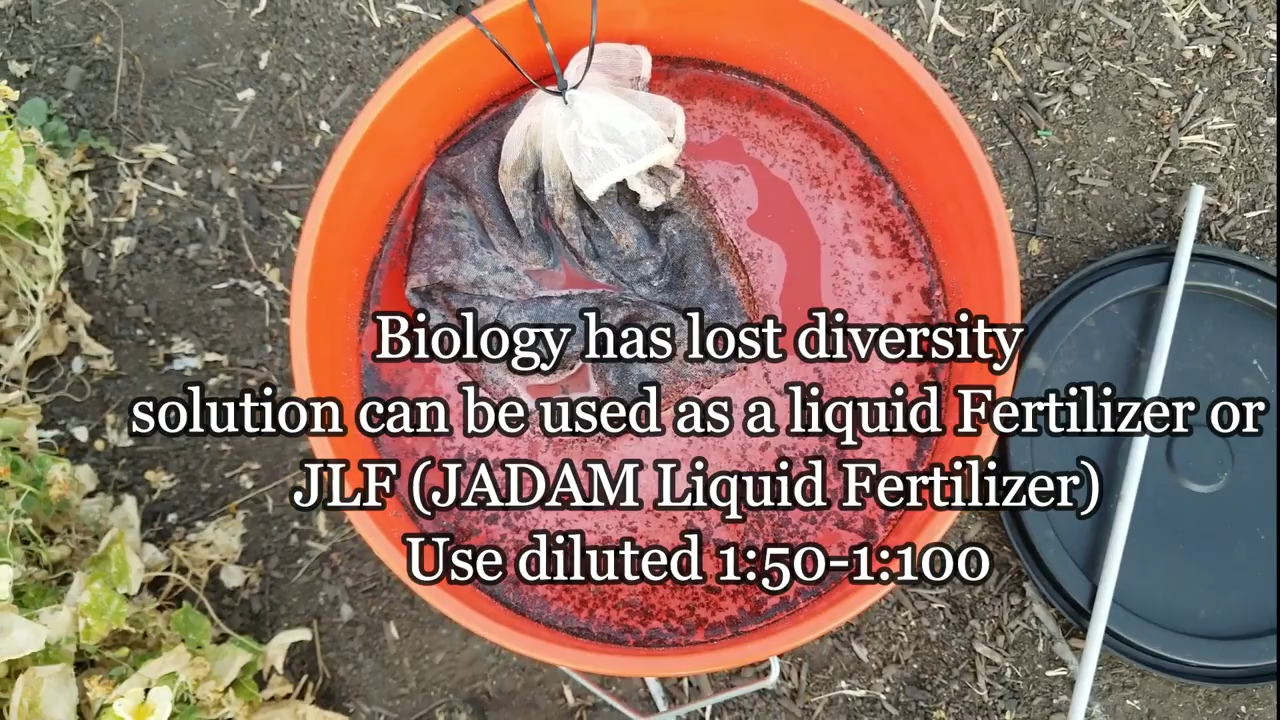 Biology has lost diversity
solution can be used as a liquid Fertilizer or
JLF (JADAM Liquid Fertilizer)
Use diluted 1:50-1:100